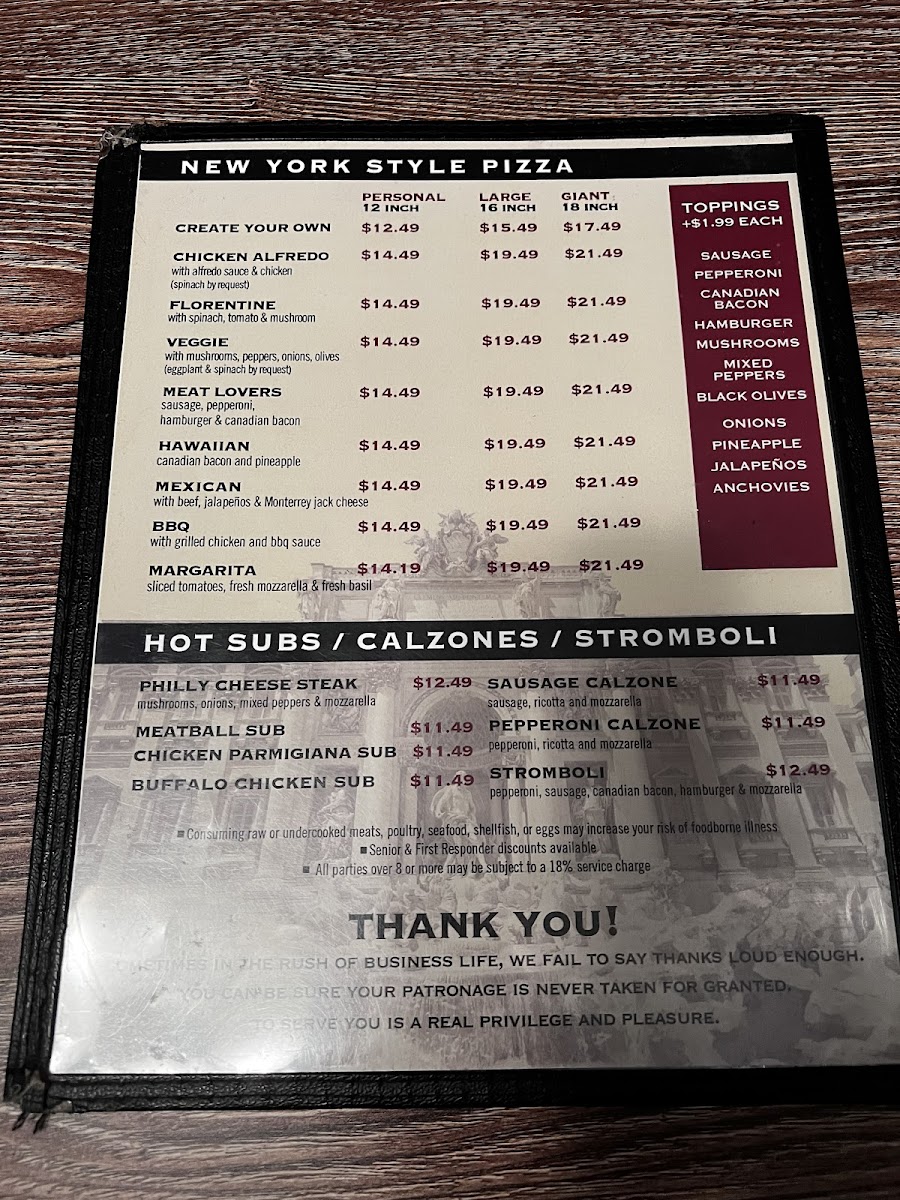 NEW YORK STYLE PIZZA
PERSONAL LARGE GIANT
12 INCH 16 INCH 18 INCH
CREATE YOUR OWN $12.49 $15.49 $17.49
CHICKEN ALFREDO $14.49 $19.49 $21.49
with alfredo sauce & chicken
(spinach by request)
FLORENTINE $14.49 $19.49 $21.49
with spinach, tomato & mushroom
VEGGIE $14.49 $19.49 $21.49
with mushrooms, peppers, onions, olives
(eggplant & spinach by request)
MEAT LOVERS $14.49 $19.49 $21.49
sausage, pepperoni,
hamburger & canadian bacon
HAWAIIAN $14.49 $19.49 $21.49
canadian bacon and pineapple
MEXICAN $14.49 $19.49 $21.49
with beef, jalapeños & Monterrey jack cheese
BBQ $14.49 $19.49 $21.49
with grilled chicken and bbq sauce
MARGARITA $14.19 $19.49 $21.49
sliced tomatoes, fresh mozzarella & fresh basil
TOPPINGS
+$1.99 EACH
SAUSAGE
PEPPERONI
CANADIAN
BACON
HAMBURGER
MUSHROOMS
MIXED
PEPPERS
BLACK OLIVES
ONIONS
PINEAPPLE
JALAPEÑOS
ANCHOVIES
HOT SUBS / CALZONES / STROMBOLI
PHILLY CHEESE STEAK $12.49
mushrooms, onions, mixed peppers & mozzarella
MEATBALL SUB $11.49
CHICKEN PARMIGIANA SUB $11.49
BUFFALO CHICKEN SUB $11.49
SAUSAGE CALZONE $11.49
sausage, ricotta and mozzarella
PEPPERONI CALZONE $11.49
pepperoni, ricotta and mozzarella
STROMBOLI $12.49
pepperoni, sausage, canadian bacon, hamburger & mozzarella
■ Consuming raw or undercooked meats, poultry, seafood, shellfish, or eggs may increase your risk of foodborne illness
■ Senior & First Responder discounts available
■ All parties over 8 or more may be subject to a 18% service charge
THANK YOU!
SOMETIMES IN THE RUSH OF BUSINESS LIFE, WE FAIL TO SAY THANKS LOUD ENOUGH.
YOU CAN BE SURE YOUR PATRONAGE IS NEVER TAKEN FOR GRANTED.
TO SERVE YOU IS A REAL PRIVILEGE AND PLEASURE.